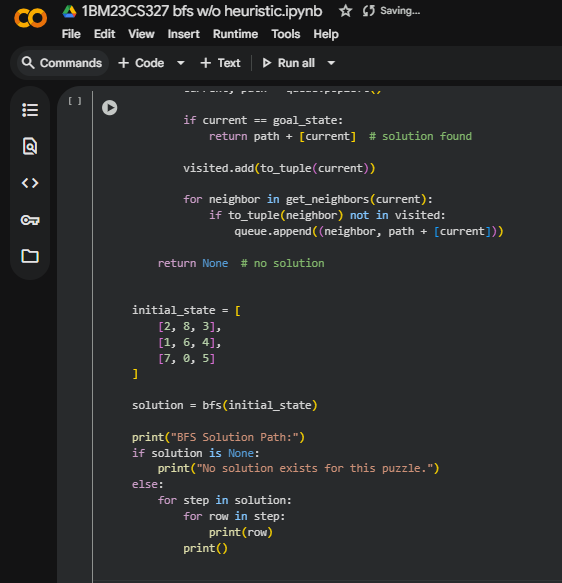 1BM23CS327 bfs w/o heuristic.ipynb Saving...
File Edit View Insert Runtime Tools Help
Commands + Code + Text Run all
[ ]
if current == goal_state:
return path + [current] # solution found
visited.add(to_tuple(current))
for neighbor in get_neighbors(current):
if to_tuple(neighbor) not in visited:
queue.append((neighbor, path + [current]))
return None # no solution
initial_state = [
[2, 8, 3],
[1, 6, 4],
[7, 0, 5]
]
solution = bfs(initial_state)
print("BFS Solution Path:")
if solution is None:
print("No solution exists for this puzzle.")
else:
for step in solution:
for row in step:
print(row)
print()